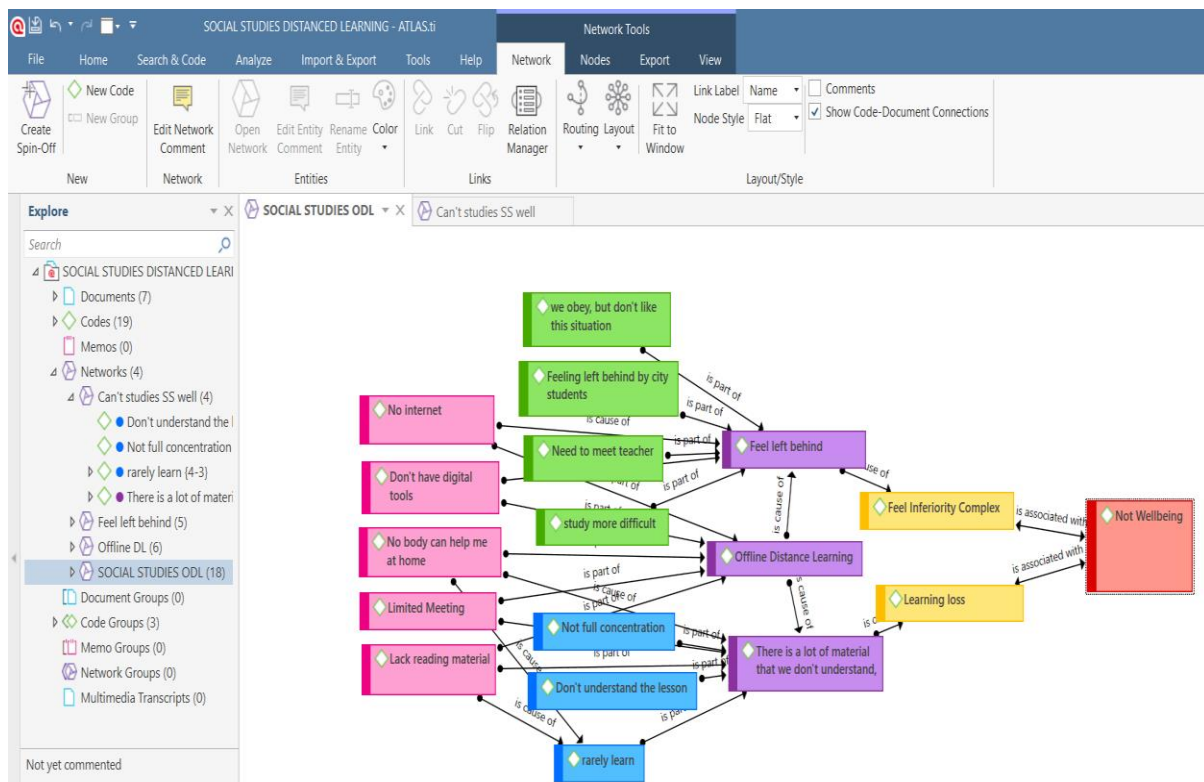 SOCIAL STUDIES DISTANCED LEARNING - ATLAS.ti
Network Tools
File Home Search & Code Analyze Import & Export Tools Help Network Nodes Export View
Create Spin-Off
New Code
New Group
Edit Network Comment
Open Network
Edit Entity Comment
Rename Entity
Color
Link
Cut
Flip
Relation Manager
Routing
Layout
Fit to Window
Link Label Name
Node Style Flat
Comments
Show Code-Document Connections
New
Network
Entities
Links
Layout/Style
Explore
Search
SOCIAL STUDIES DISTANCED LEARI
Documents (7)
Codes (19)
Memos (0)
Networks (4)
Can't studies SS well (4)
Don't understand the l
Not full concentration
rarely learn (4-3)
There is a lot of materi
Feel left behind (5)
Offline DL (6)
SOCIAL STUDIES ODL (18)
Document Groups (0)
Code Groups (3)
Memo Groups (0)
Network Groups (0)
Multimedia Transcripts (0)
Not yet commented
SOCIAL STUDIES ODL
Can't studies SS well
we obey, but don't like
this situation
Feeling left behind by city
students
is part of
is part of
No internet
is cause of
Need to meet teacher
is part of
Feel left behind
Don't have digital
tools
is part of
study more difficult
is cause of
Feel Inferiority Complex
is associated with
Not Wellbeing
No body can help me
at home
Offline Distance Learning
is part of
is cause of
is part of
is cause of
is associated with
Limited Meeting
Learning loss
Not full concentration
is part of
Lack reading material
is part of
There is a lot of material
that we don't understand,
is part of
Don't understand the lesson
is cause of
rarely learn